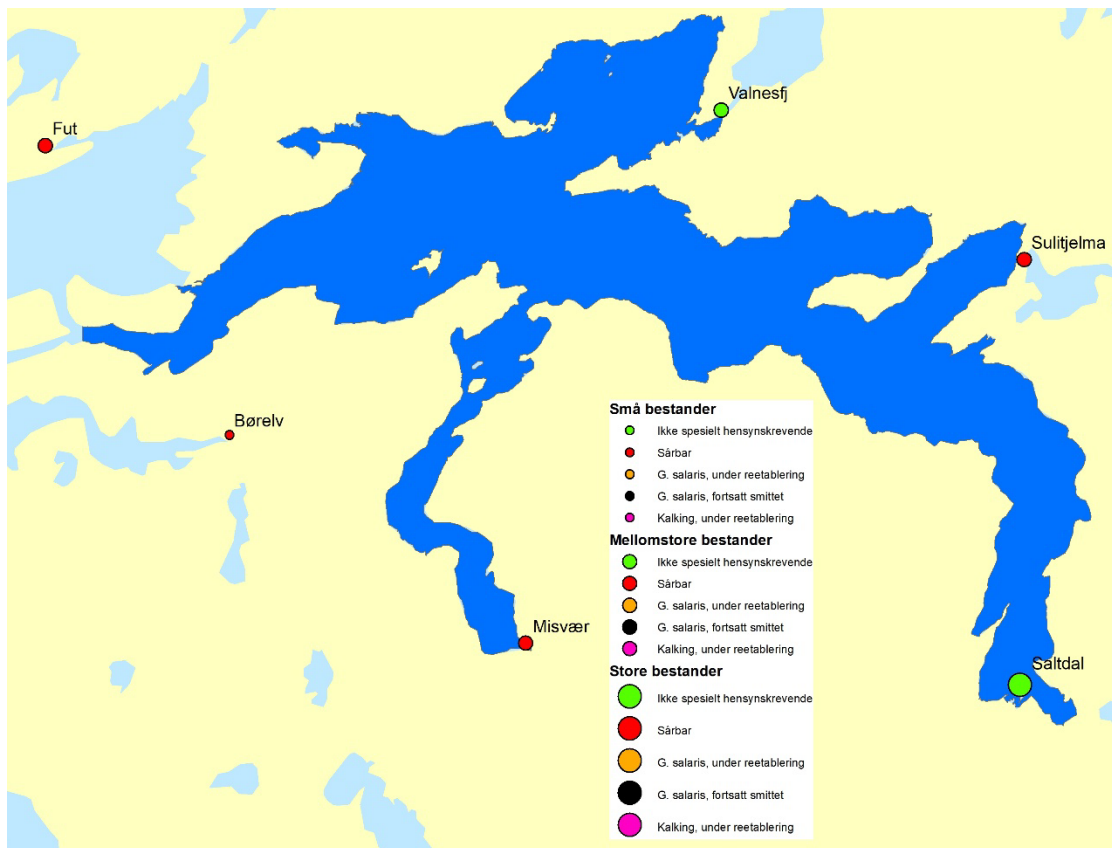 Valnesfj
Fut
Sulitjelma
Børelv
Misvær
Saltdal
Små bestander
Ikke spesielt hensynskrevende
Sårbar
G. salaris, under reetablering
G. salaris, fortsatt smittet
Kalking, under reetablering
Mellomstore bestander
Ikke spesielt hensynskrevende
Sårbar
G. salaris, under reetablering
G. salaris, fortsatt smittet
Kalking, under reetablering
Store bestander
Ikke spesielt hensynskrevende
Sårbar
G. salaris, under reetablering
G. salaris, fortsatt smittet
Kalking, under reetablering